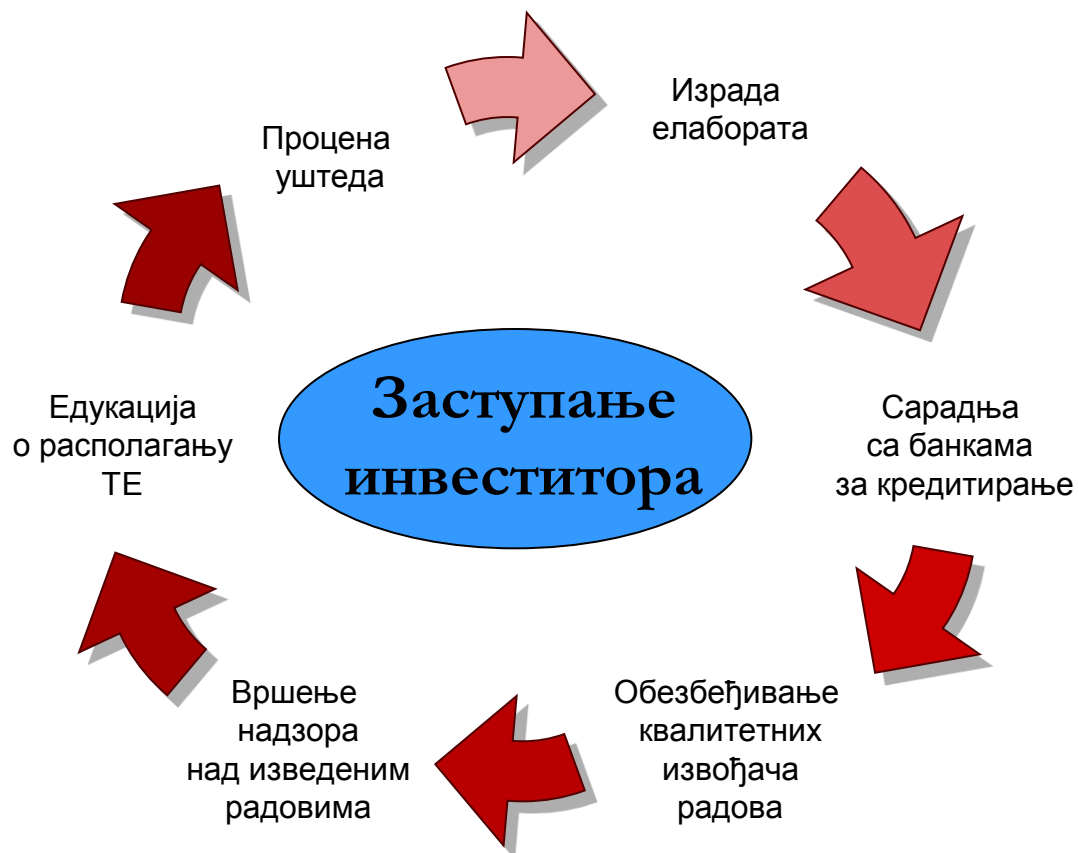 Процена
уштеда
Израда
елабората
Сарадња
са банкама
за кредитирање
Обезбеђивање
квалитетних
извођача
радова
Вршење
надзора
над изведеним
радовима
Едукација
о располагању
ТЕ
Заступање
инвеститора